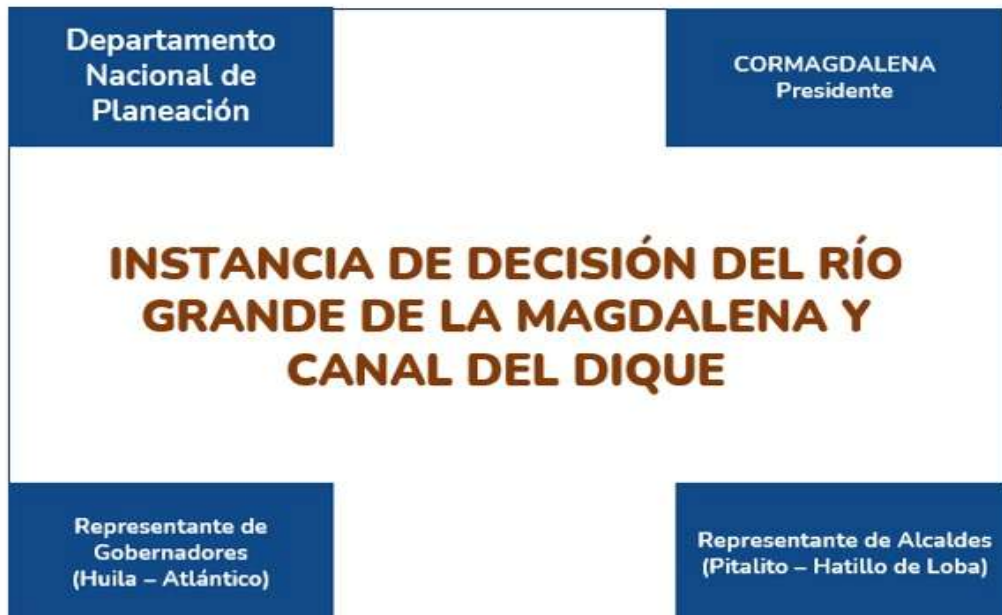 Departamento
Nacional de
Planeación
CORMAGDALENA
Presidente
INSTANCIA DE DECISIÓN DEL RÍO
GRANDE DE LA MAGDALENA Y
CANAL DEL DIQUE
Representante de
Gobernadores
(Huila – Atlántico)
Representante de Alcaldes
(Pitalito – Hatillo de Loba)